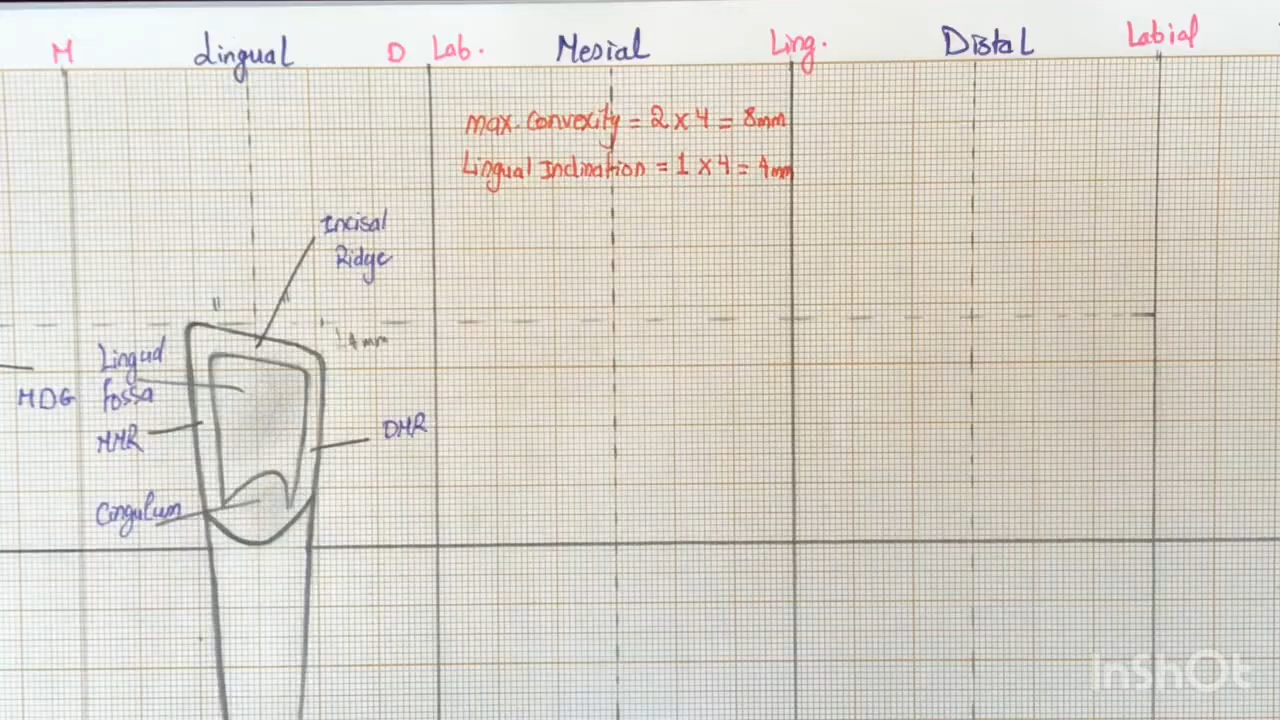 M Lingual D Lab. Mesial Ling. Distal Labial
max. Convexity = 2 x 4 = 8mm
Lingual Inclination = 1 x 4 = 4mm
Incisal
Ridge
4mm
Lingual
fossa
MDG
MMR
DMR
Cingulum
InShOt